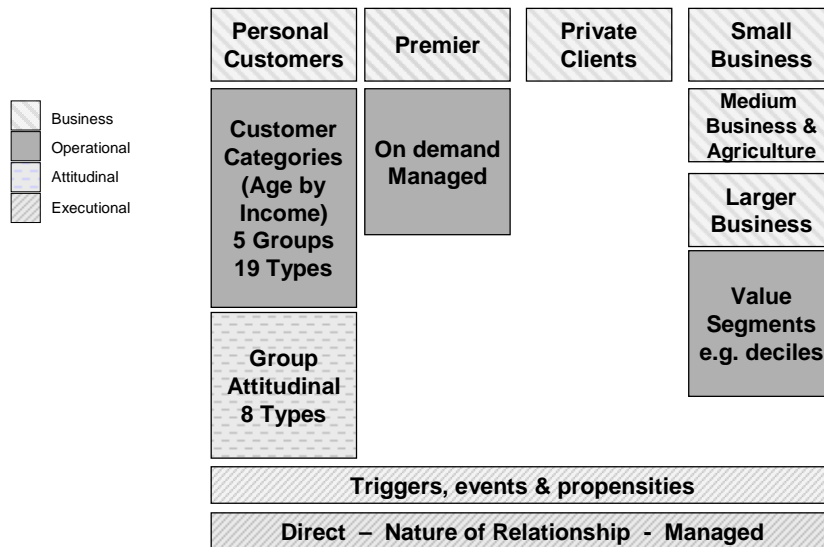 Personal
Customers
Premier
Private
Clients
Small
Business
Business
Operational
Attitudinal
Executional
Customer
Categories
(Age by
Income)
5 Groups
19 Types
On demand
Managed
Medium
Business &
Agriculture
Larger
Business
Value
Segments
e.g. deciles
Group
Attitudinal
8 Types
Triggers, events & propensities
Direct – Nature of Relationship - Managed